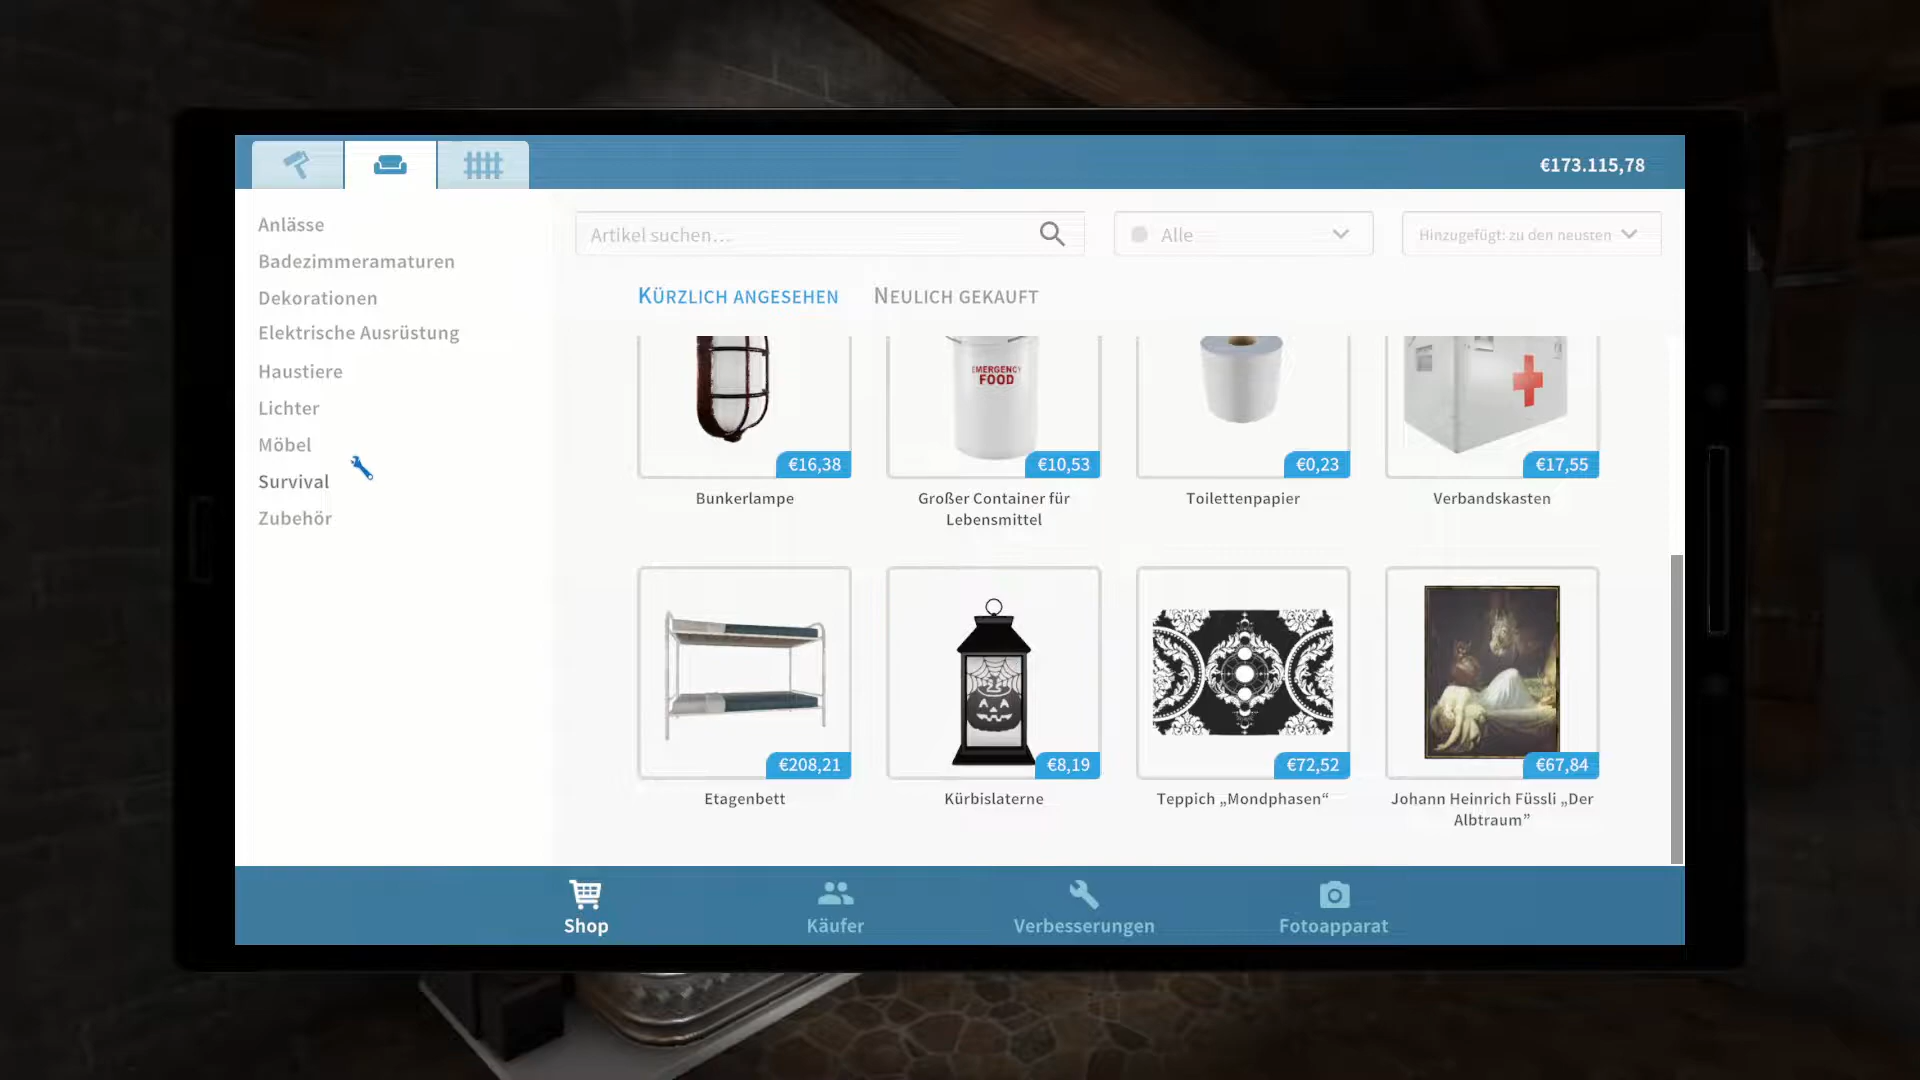 €173.115,78
Anlässe
Badezimmeramaturen
Dekorationen
Elektrische Ausrüstung
Haustiere
Lichter
Möbel
Survival
Zubehör
Artikel suchen...
Alle
Hinzugefügt: zu den neusten
KÜRZLICH ANGESEHEN
NEULICH GEKAUFT
EMERGENCY
FOOD
€16,38
€10,53
€0,23
€17,55
Bunkerlampe
Großer Container für
Lebensmittel
Toilettenpapier
Verbandskasten
€208,21
€8,19
€72,52
€67,84
Etagenbett
Kürbislaterne
Teppich „Mondphasen“
Johann Heinrich Füssli „Der
Albtraum”
Shop
Käufer
Verbesserungen
Fotoapparat